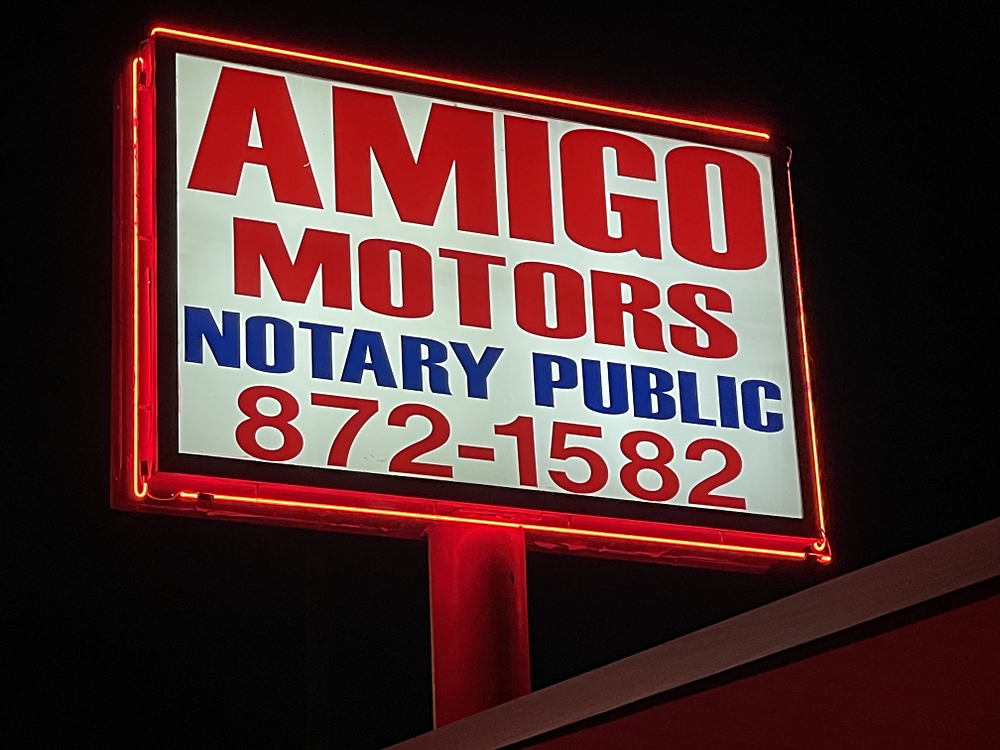 AMIGO
MOTORS
NOTARY PUBLIC
872-1582